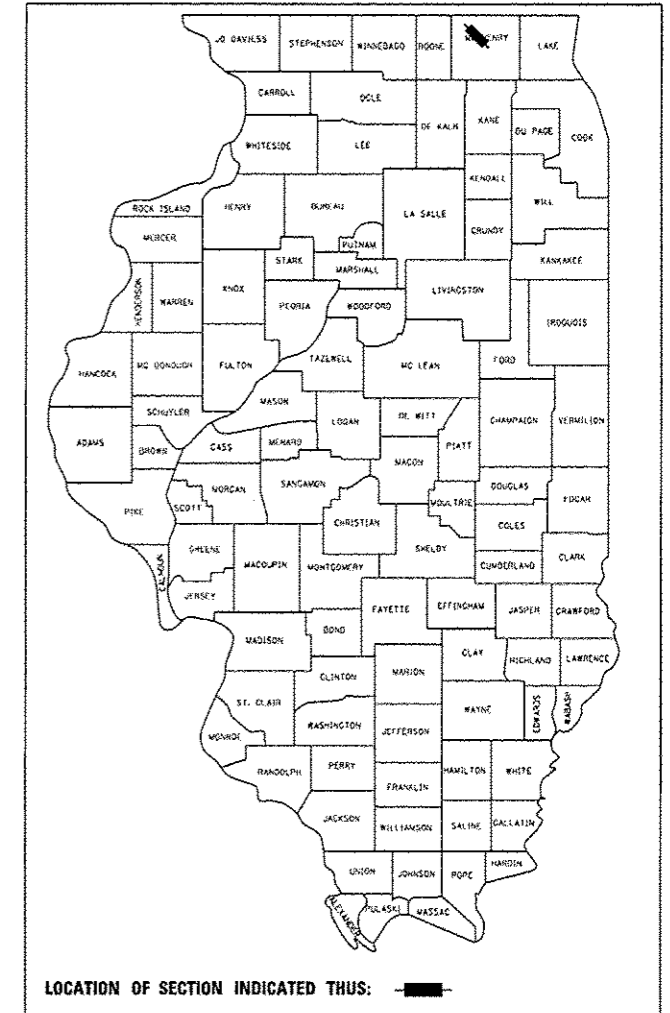 JO DAVIESS STEPHENSON WINNEBAGO BOONE HENRY LAKE
CARROLL OGLE DE KALB KANE DU PAGE COOK
WHITESIDE LEE KENDALL WILL
ROCK ISLAND HENRY BUREAU LA SALLE GRUNDY
MERCER PUTNAM KANKAKEE
STARK MARSHALL
HENDERSON WARREN KNOX PEORIA WOODFORD LIVINGSTON IROQUOIS
HANCOCK MC DONOUGH FULTON TAZEWELL MC LEAN FORD
SCHUYLER MASON LOGAN DE WITT CHAMPAIGN VERMILION
ADAMS BROWN CASS MENARD MACON PIATT
PIKE SCOTT MORGAN SANGAMON MOULTRIE DOUGLAS EDGAR
CHRISTIAN COLES
CALHOUN GREENE MACOUPIN MONTGOMERY SHELBY CUMBERLAND CLARK
JERSEY FAYETTE EFFINGHAM JASPER CRAWFORD
MADISON BOND CLAY RICHLAND LAWRENCE
CLINTON MARION
ST. CLAIR WAYNE EDWARDS WABASH
MONROE WASHINGTON JEFFERSON
RANDOLPH PERRY HAMILTON WHITE
FRANKLIN
JACKSON WILLIAMSON SALINE GALLATIN
UNION JOHNSON POPE HARDIN
ALEXANDER PULASKI MASSAC
LOCATION OF SECTION INDICATED THUS: